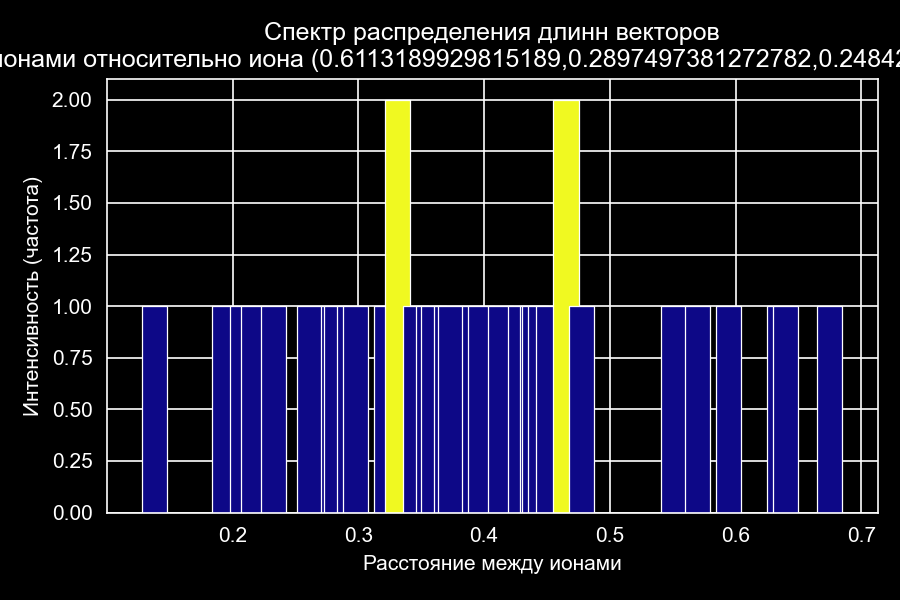 Спектр распределения длинн векторов
ионами относительно иона (0.6113189929815189,0.2897497381272782,0.24842
2.00
1.75
1.50
1.25
1.00
0.75
0.50
0.25
0.00
Интенсивность (частота)
0.2 0.3 0.4 0.5 0.6 0.7
Расстояние между ионами